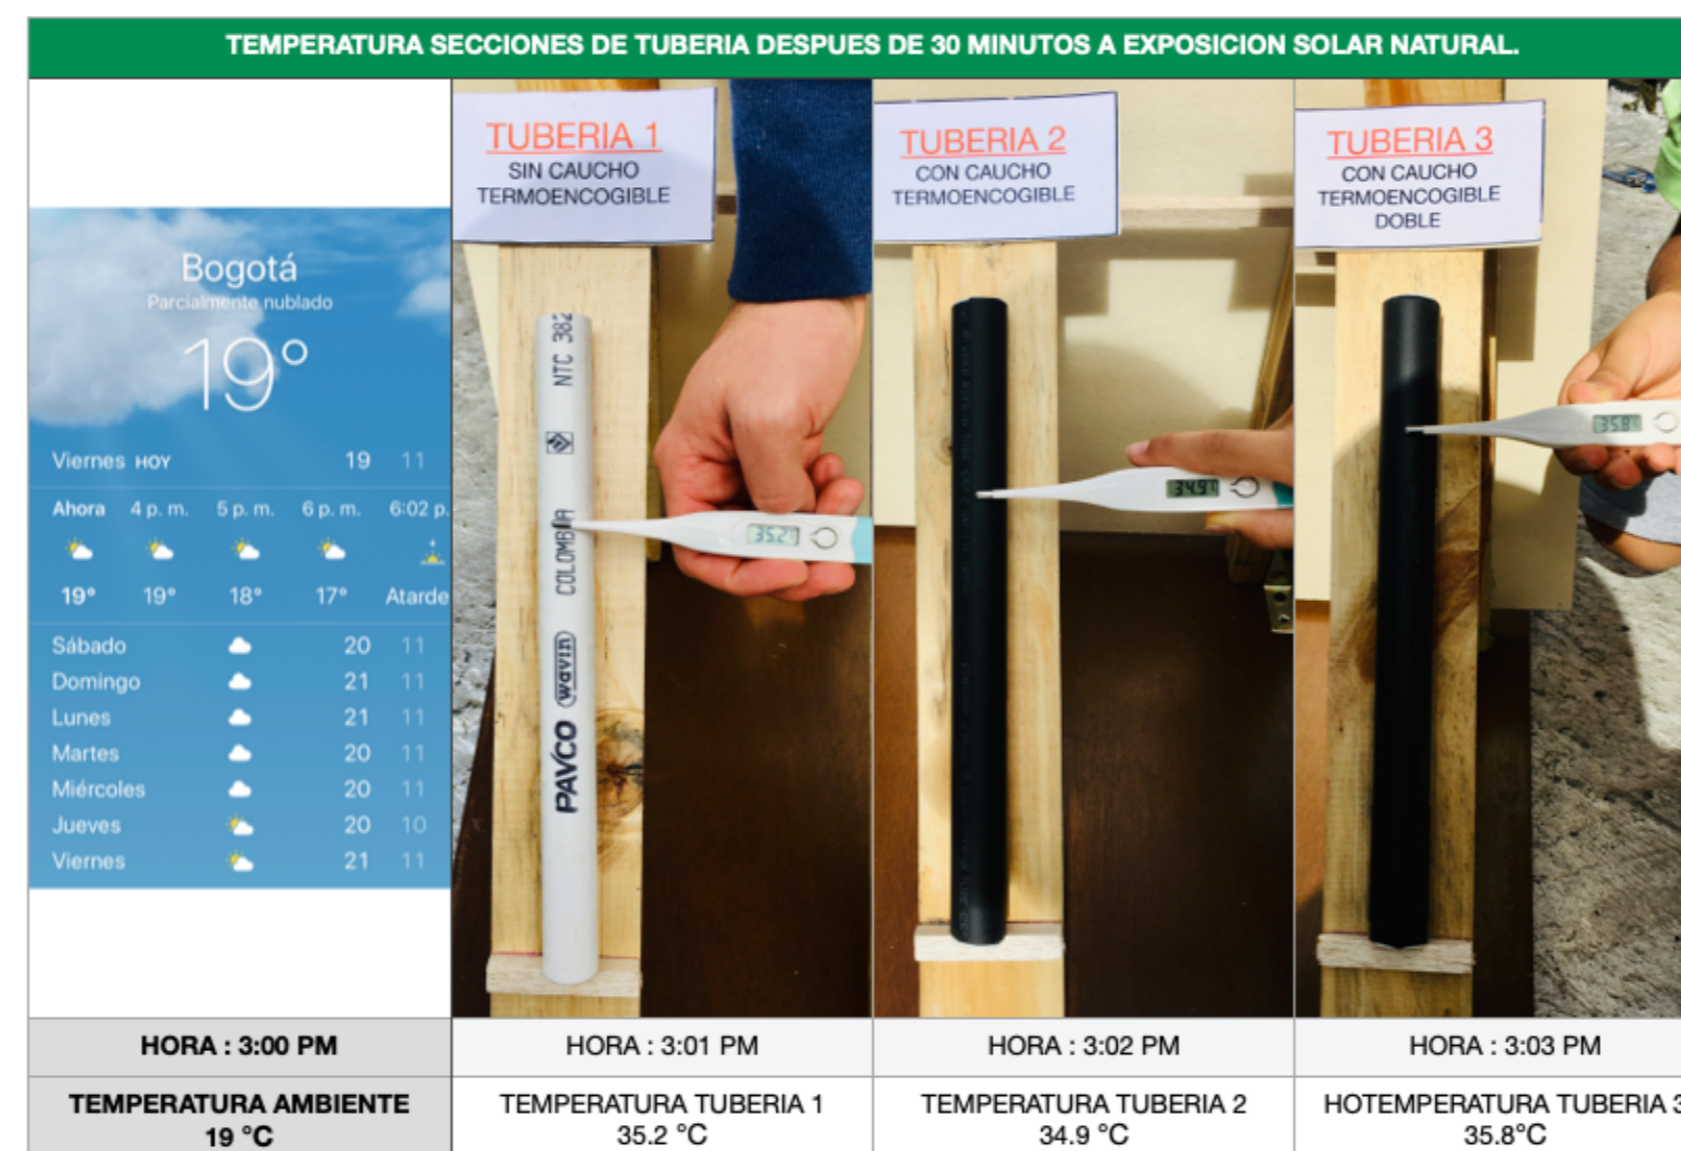 TEMPERATURA SECCIONES DE TUBERIA DESPUES DE 30 MINUTOS A EXPOSICION SOLAR NATURAL.
Bogotá
Parcialmente nublado
19°
Viernes HOY 19 11
Ahora 4 p. m. 5 p. m. 6 p. m. 6:02 p.
19° 19° 18° 17° Atarde
Sábado 20 11
Domingo 21 11
Lunes 21 11
Martes 20 11
Miércoles 20 11
Jueves 20 10
Viernes 21 11
TUBERIA 1
SIN CAUCHO
TERMOENCOGIBLE
NTC 382
COLOMBIA
wavin
PAVCO
35.2
TUBERIA 2
CON CAUCHO
TERMOENCOGIBLE
34.9
TUBERIA 3
CON CAUCHO
TERMOENCOGIBLE
DOBLE
35.8
HORA : 3:00 PM
HORA : 3:01 PM
HORA : 3:02 PM
HORA : 3:03 PM
TEMPERATURA AMBIENTE
19 °C
TEMPERATURA TUBERIA 1
35.2 °C
TEMPERATURA TUBERIA 2
34.9 °C
HOTEMPERATURA TUBERIA 3
35.8°C